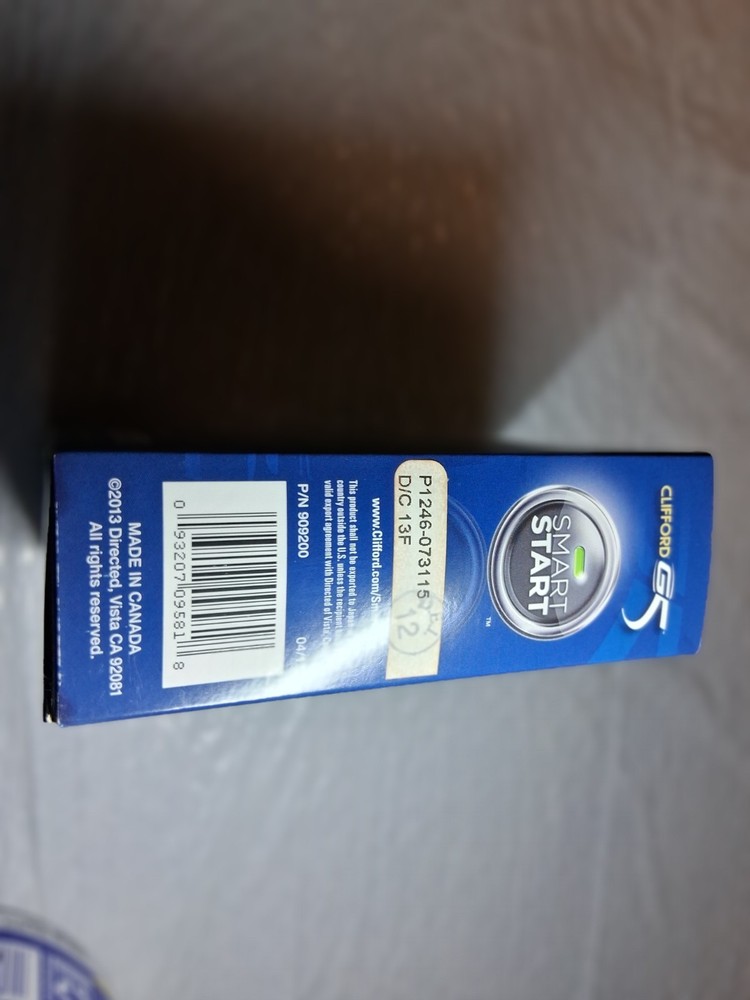 CLIFFORD G5
SMART
START
TM
P1246-073115
D/C 13F
12
www.Clifford.com/
This product shall not be exported to
country outside the U.S. unless the recipient
valid export agreement with Directed of Vista,
P/N 909200
0 93207 09581 8
MADE IN CANADA
©2013 Directed, Vista CA 92081
All rights reserved.